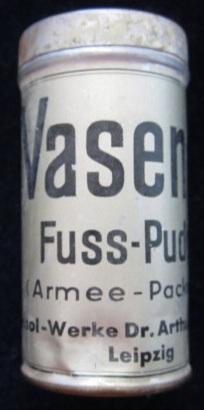 Vasen
Fuss-Pud
(Armee-Pack
ol-Werke Dr. Arth
Leipzig